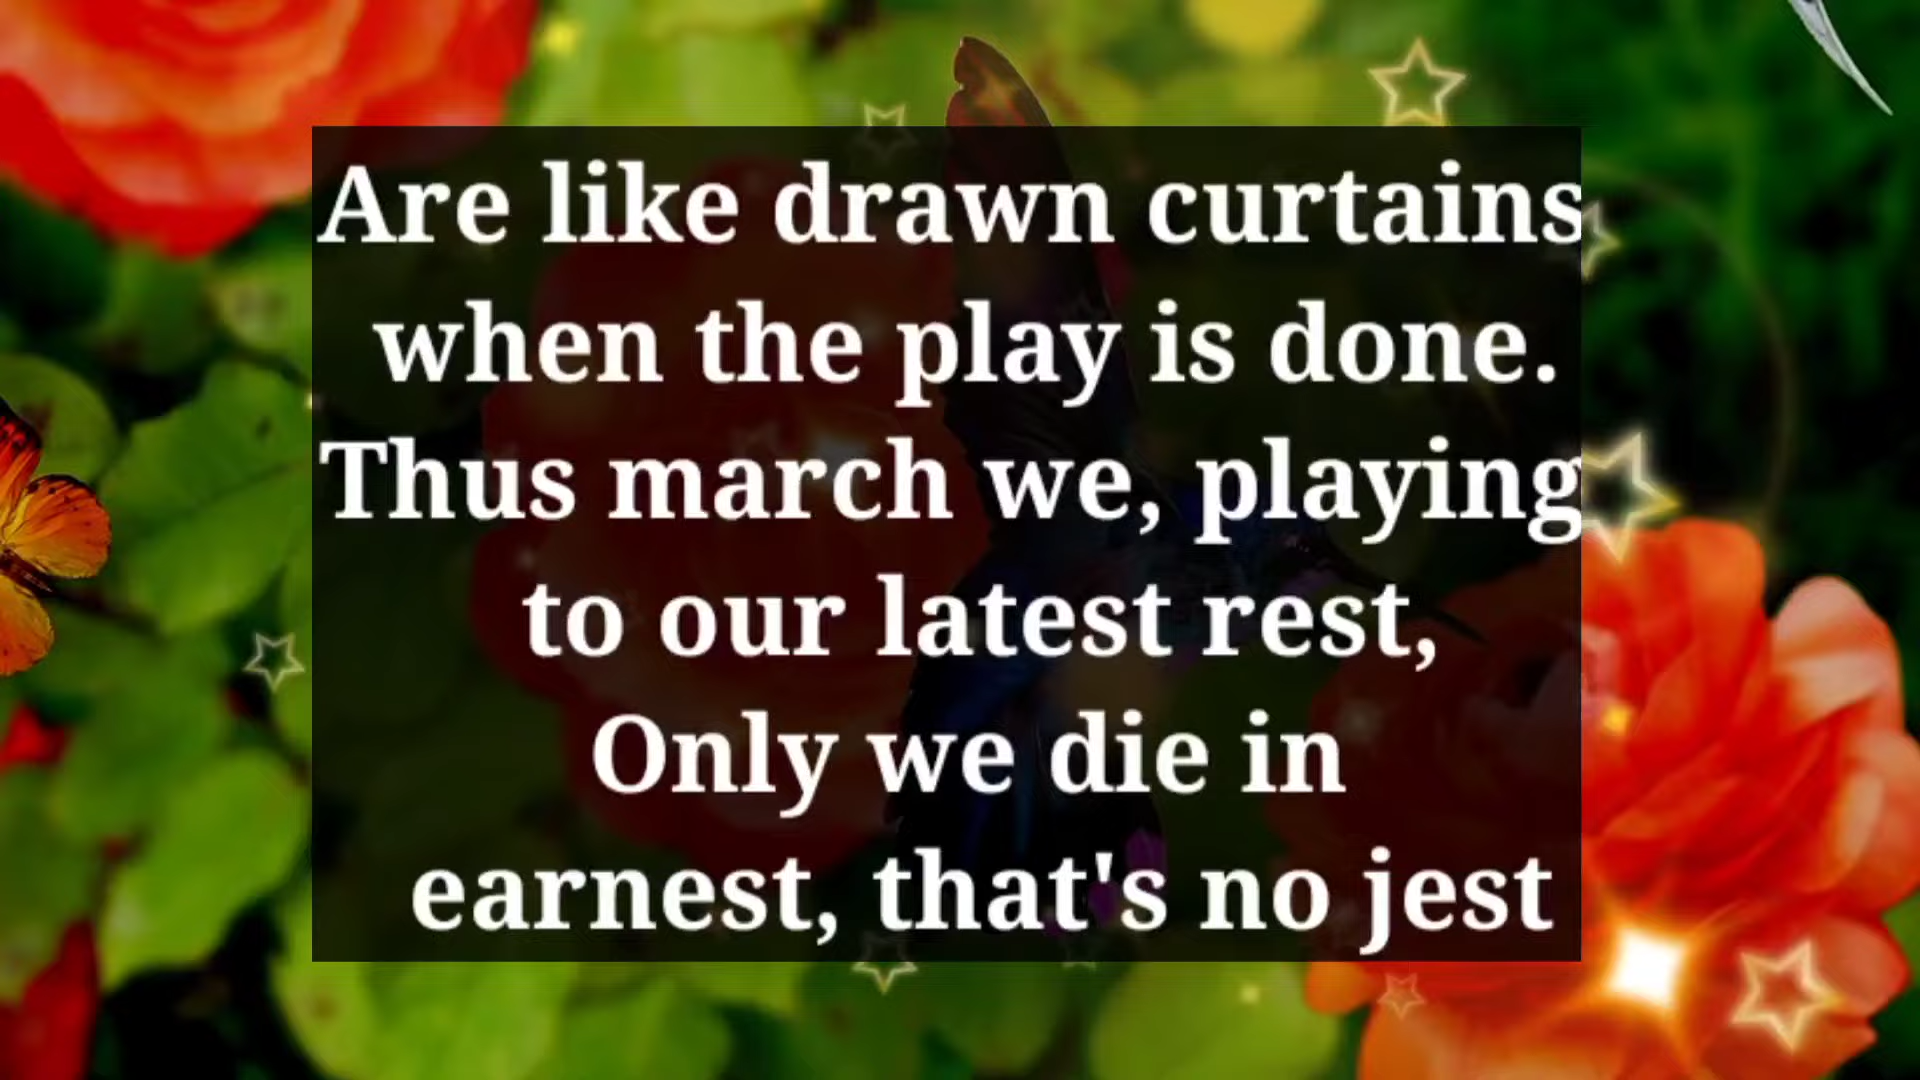 Are like drawn curtains
when the play is done.
Thus march we, playing
to our latest rest,
Only we die in
earnest, that's no jest